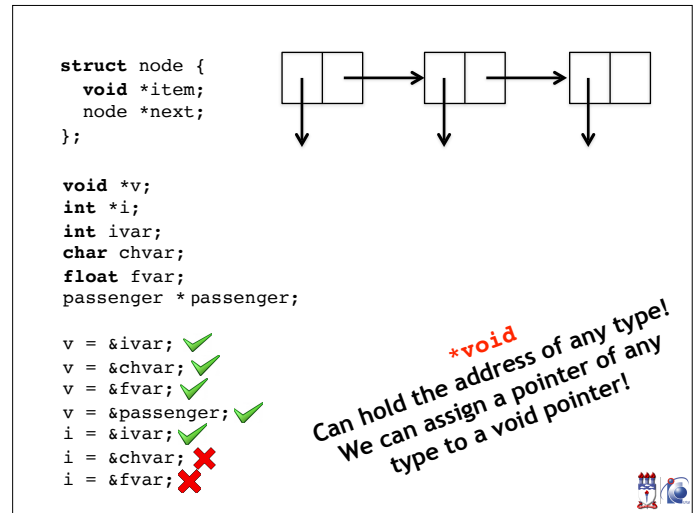 struct node {
void *item;
node *next;
};
void *v;
int *i;
int ivar;
char chvar;
float fvar;
passenger * passenger;
v = &ivar;
v = &chvar;
v = &fvar;
v = &passenger;
i = &ivar;
i = &chvar;
i = &fvar;
*void
Can hold the address of any type!
We can assign a pointer of any
type to a void pointer!